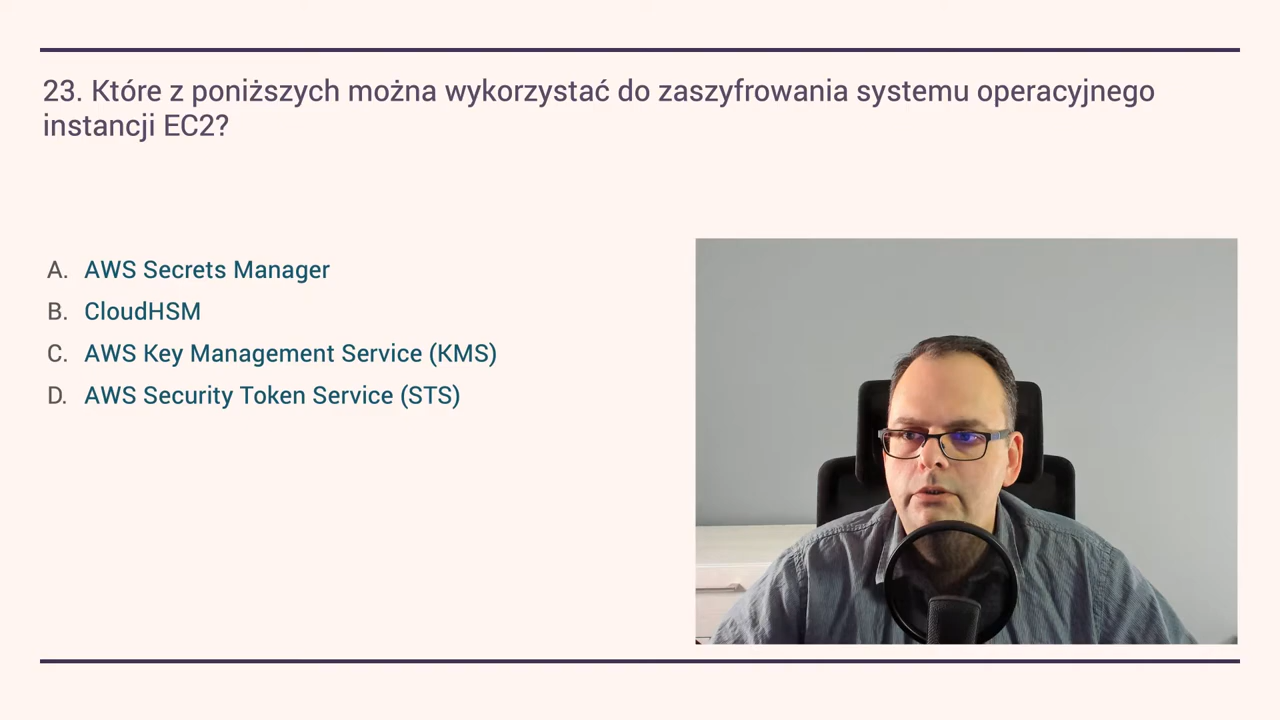 23. Które z poniższych można wykorzystać do zaszyfrowania systemu operacyjnego
instancji EC2?
A. AWS Secrets Manager
B. CloudHSM
C. AWS Key Management Service (KMS)
D. AWS Security Token Service (STS)